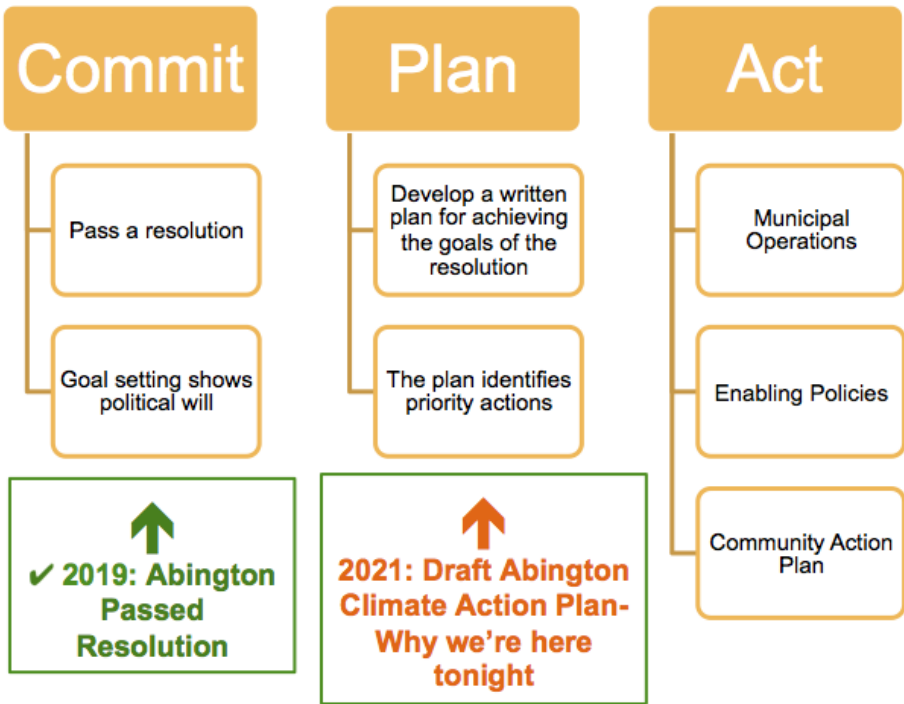 Commit
Pass a resolution
Goal setting shows
political will
✔ 2019: Abington
Passed
Resolution
Plan
Develop a written
plan for achieving
the goals of the
resolution
The plan identifies
priority actions
2021: Draft Abington
Climate Action Plan-
Why we’re here
tonight
Act
Municipal
Operations
Enabling Policies
Community Action
Plan